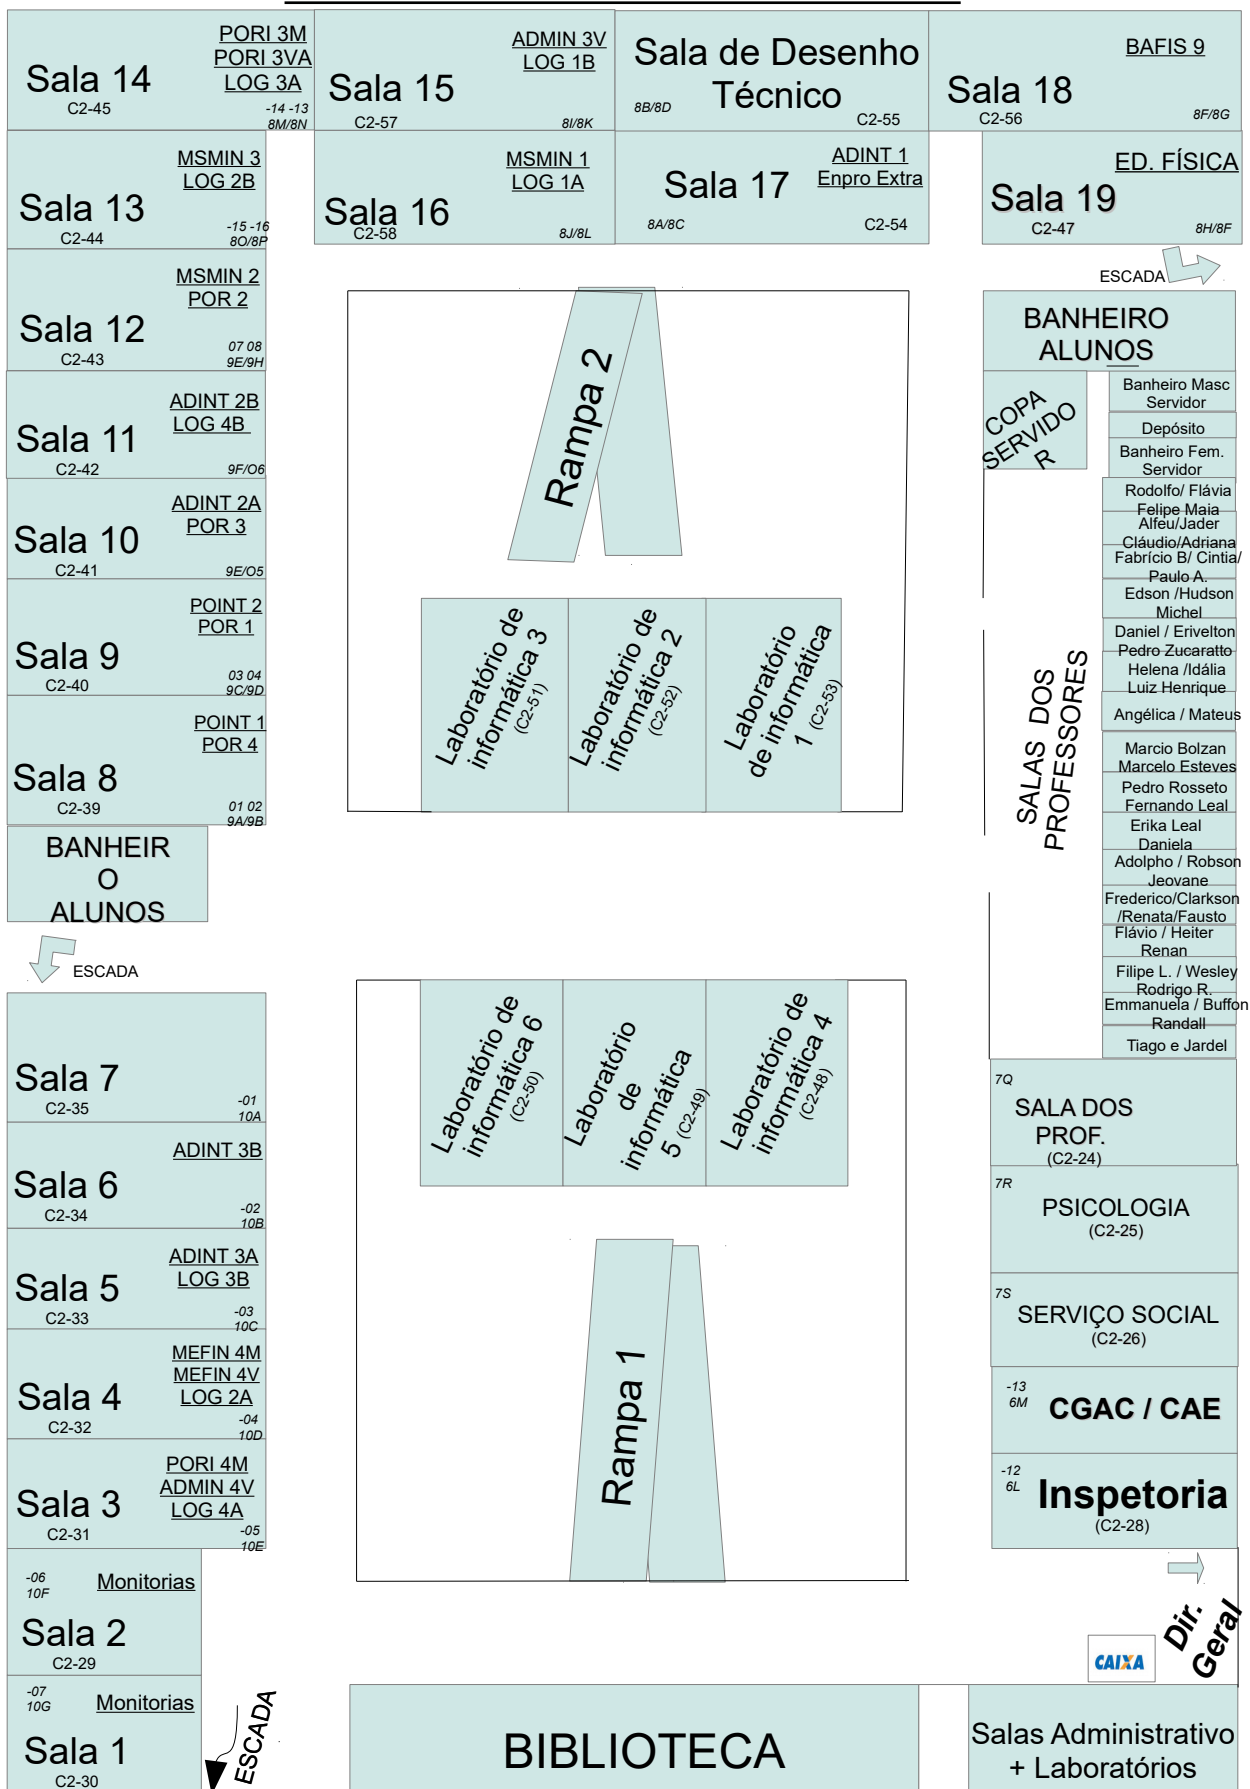 PORI 3M
PORI 3VA
LOG 3A
Sala 14
C2-45
-14 -13
8M/8N
ADMIN 3V
LOG 1B
Sala 15
C2-57
8I/8K
Sala de Desenho
Técnico
8B/8D
C2-55
BAFIS 9
Sala 18
C2-56
8F/8G
MSMIN 3
LOG 2B
Sala 13
C2-44
-15 -16
8O/8P
MSMIN 1
LOG 1A
Sala 16
C2-58
8J/8L
ADINT 1
Enpro Extra
Sala 17
8A/8C
C2-54
ED. FÍSICA
Sala 19
C2-47
8H/8F
ESCADA
MSMIN 2
POR 2
Sala 12
C2-43
07 08
9E/9H
ADINT 2B
LOG 4B
Sala 11
C2-42
9F/O6
ADINT 2A
POR 3
Sala 10
C2-41
9E/O5
POINT 2
POR 1
Sala 9
C2-40
03 04
9C/9D
POINT 1
POR 4
Sala 8
C2-39
01 02
9A/9B
BANHEIR
O
ALUNOS
ESCADA
Rampa 2
Laboratório de
informática 3
(C2-51)
Laboratório de
informática 2
(C2-52)
Laboratório
de informática
1 (C2-53)
BANHEIRO
ALUNOS
COPA
SERVIDO
R
Banheiro Masc
Servidor
Depósito
Banheiro Fem.
Servidor
Rodolfo/ Flávia
Felipe Maia
Alfeu/Jader
Cláudio/Adriana
Fabrício B/ Cintia/
Paulo A.
Edson /Hudson
Michel
Daniel / Erivelton
Pedro Zucaratto
Helena /Idália
Luiz Henrique
Angélica / Mateus
Marcio Bolzan
Marcelo Esteves
Pedro Rosseto
Fernando Leal
Erika Leal
Daniela
Adolpho / Robson
Jeovane
Frederico/Clarkson
/Renata/Fausto
Flávio / Heiter
Renan
Filipe L. / Wesley
Rodrigo R.
Emmanuela / Buffon
Randall
Tiago e Jardel
SALAS DOS
PROFESSORES
Sala 7
C2-35
-01
10A
ADINT 3B
Sala 6
C2-34
-02
10B
ADINT 3A
LOG 3B
Sala 5
C2-33
-03
10C
MEFIN 4M
MEFIN 4V
LOG 2A
Sala 4
C2-32
-04
10D
PORI 4M
ADMIN 4V
LOG 4A
Sala 3
C2-31
-05
10E
-06
10F
Monitorias
Sala 2
C2-29
-07
10G
Monitorias
Sala 1
C2-30
ESCADA
Laboratório de
informática 6
(C2-50)
Laboratório
de
informática
5 (C2-49)
Laboratório de
informática 4
(C2-48)
Rampa 1
7Q
SALA DOS
PROF.
(C2-24)
7R
PSICOLOGIA
(C2-25)
7S
SERVIÇO SOCIAL
(C2-26)
-13
6M
CGAC / CAE
-12
6L
Inspetoria
(C2-28)
Dir.
Geral
CAIXA
BIBLIOTECA
Salas Administrativo
+ Laboratórios